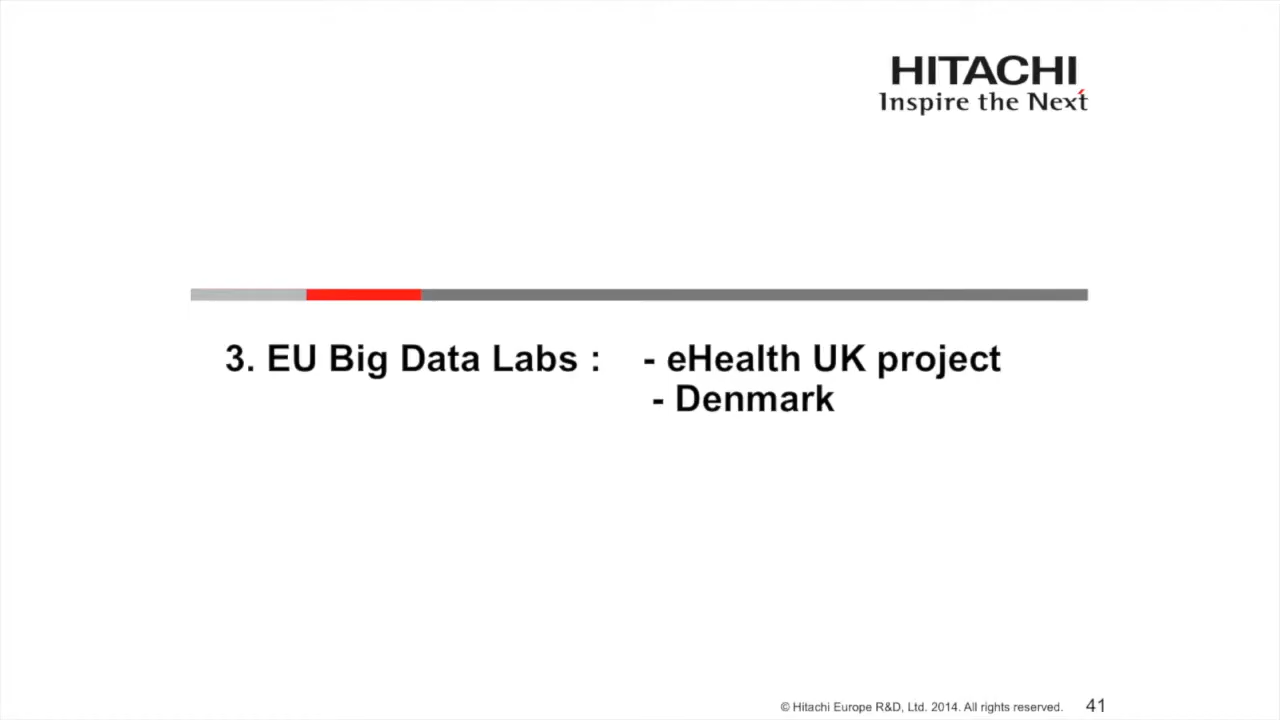 HITACHI
Inspire the Next
3. EU Big Data Labs : - eHealth UK project
- Denmark
© Hitachi Europe R&D, Ltd. 2014. All rights reserved. 41